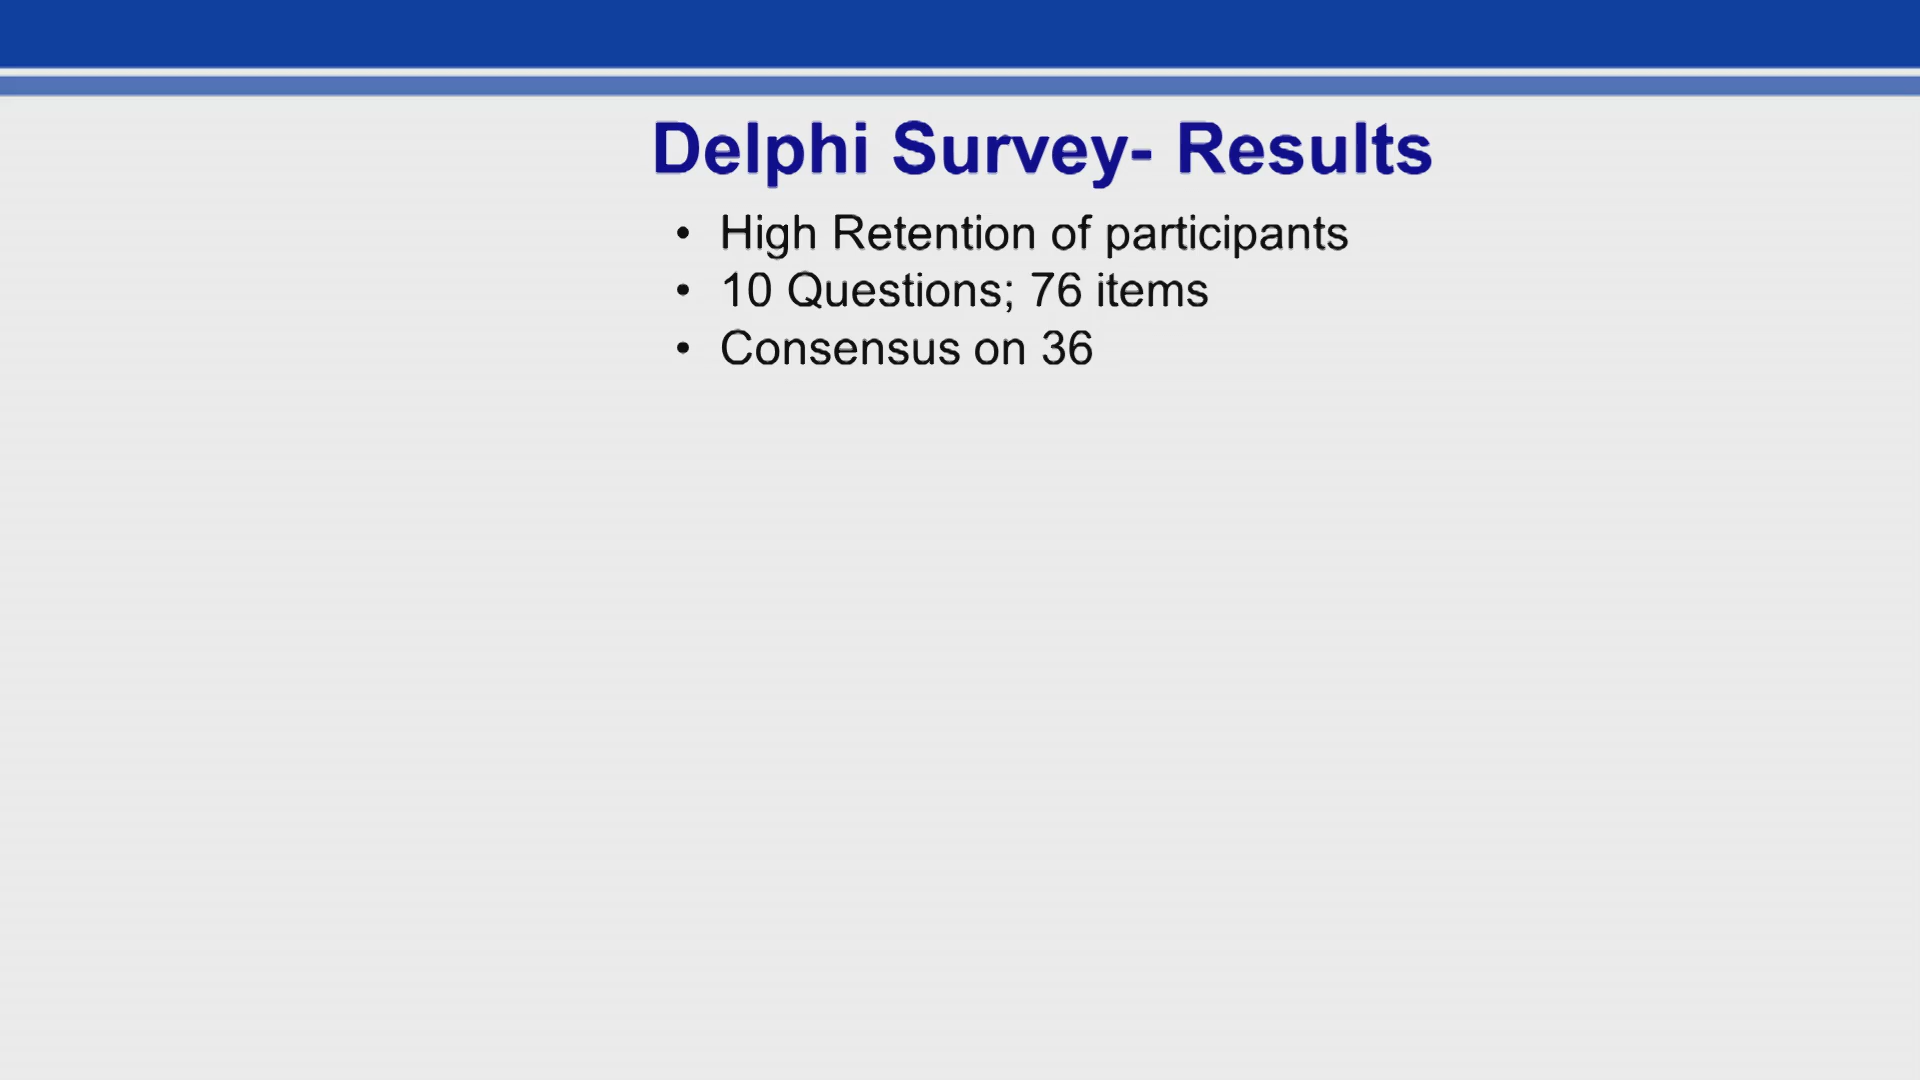 Delphi Survey- Results
• High Retention of participants
• 10 Questions; 76 items
• Consensus on 36